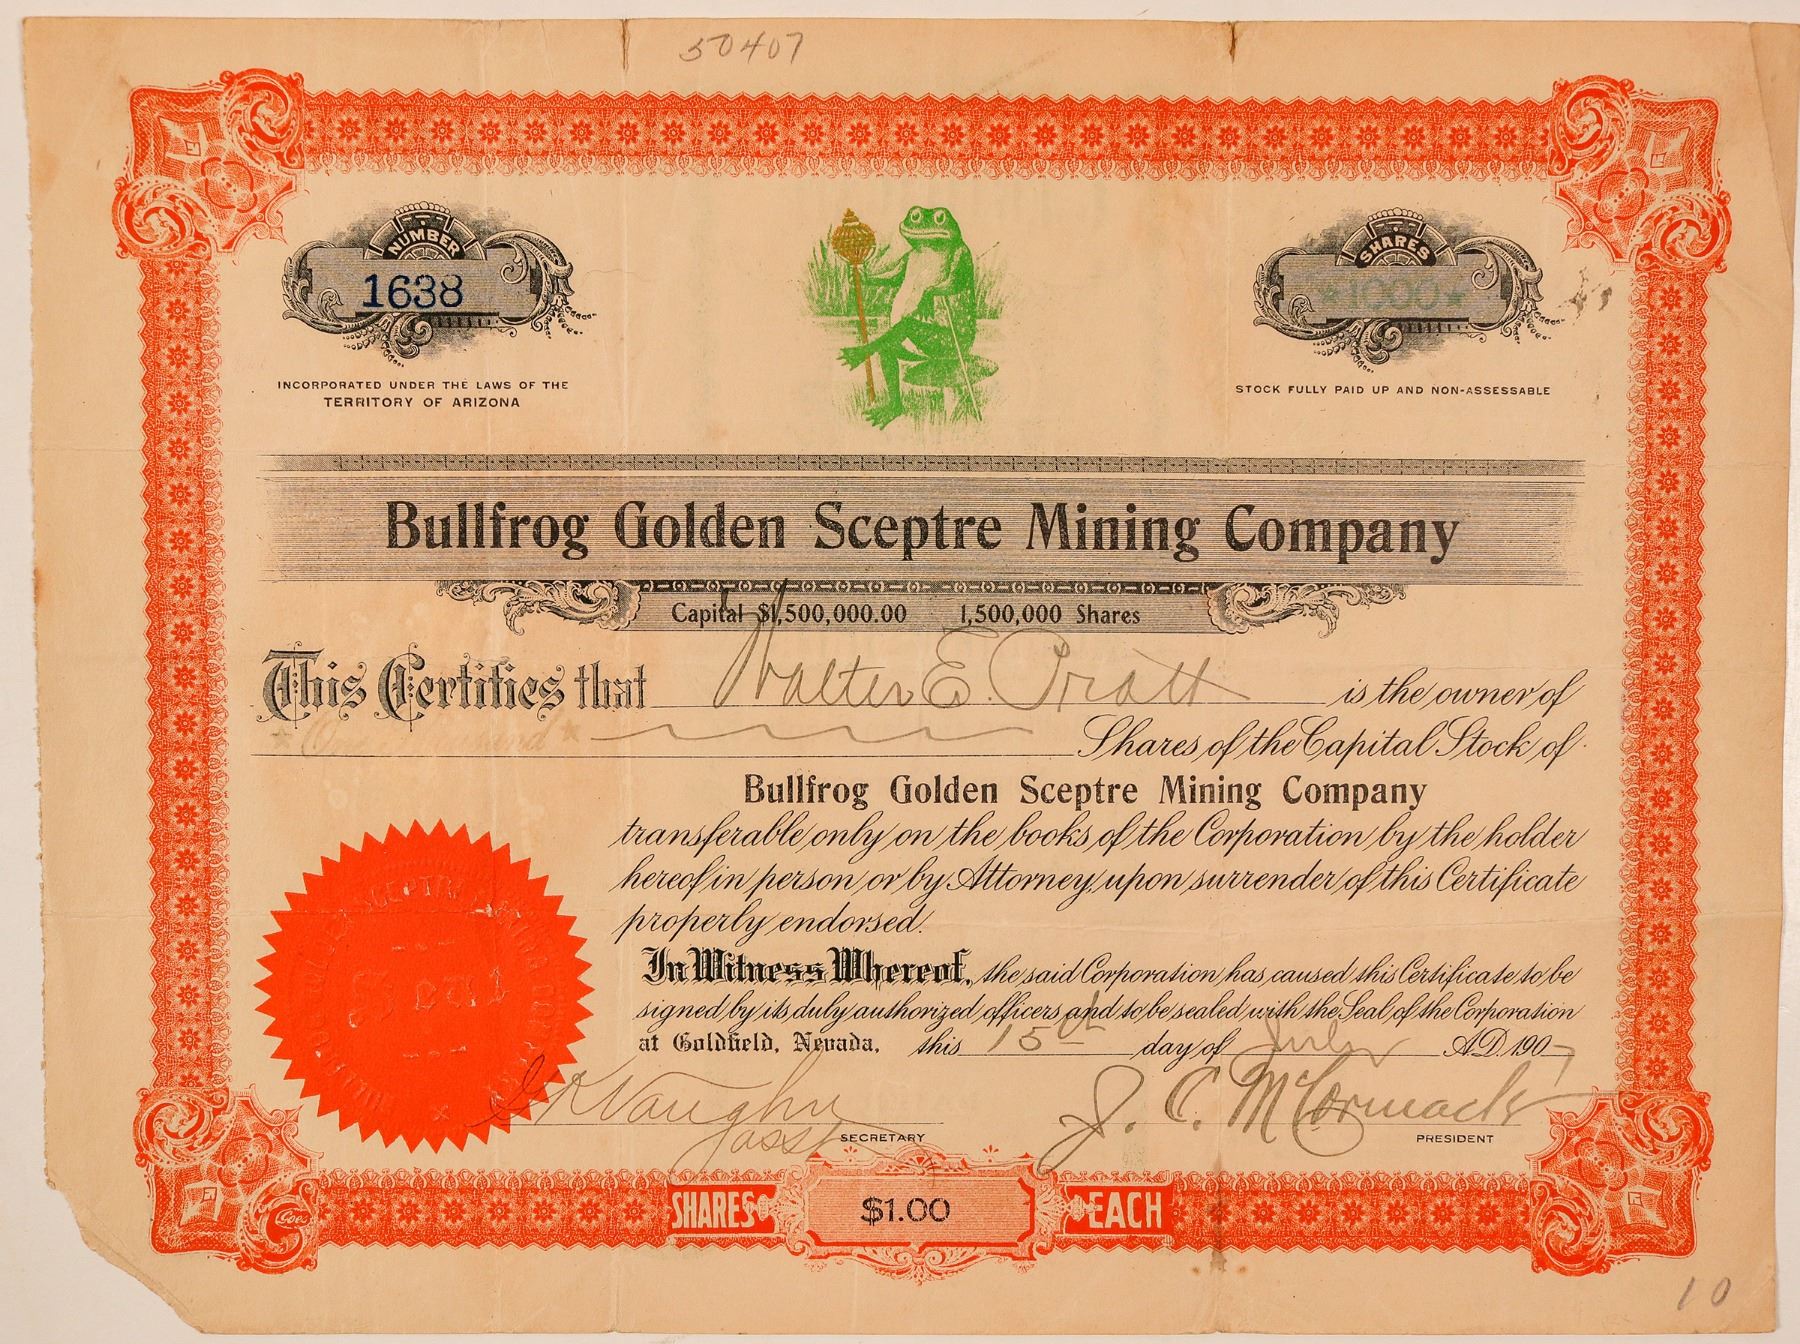 50407
NUMBER
1638
SHARES
★1000★
INCORPORATED UNDER THE LAWS OF THE
TERRITORY OF ARIZONA
STOCK FULLY PAID UP AND NON-ASSESSABLE
Bullfrog Golden Sceptre Mining Company
Capital $1,500,000.00 1,500,000 Shares
This Certifies that Walter E. Pratt is the owner of
★ One Thousand ★ Shares of the Capital Stock of
Bullfrog Golden Sceptre Mining Company
transferable only on the books of the Corporation by the holder
hereof in person or by Attorney, upon surrender of this Certificate
properly endorsed.
In Witness Whereof, the said Corporation has caused this Certificate to be
signed by its duly authorized officers and to be sealed with the Seal of the Corporation
at Goldfield, Nevada, this 15th day of July A.D. 1907
Vaughn
Asst SECRETARY
J. C. McCormack
PRESIDENT
Seal
Goes
SHARES $1.00 EACH
10